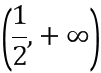 (1/2, +∞)